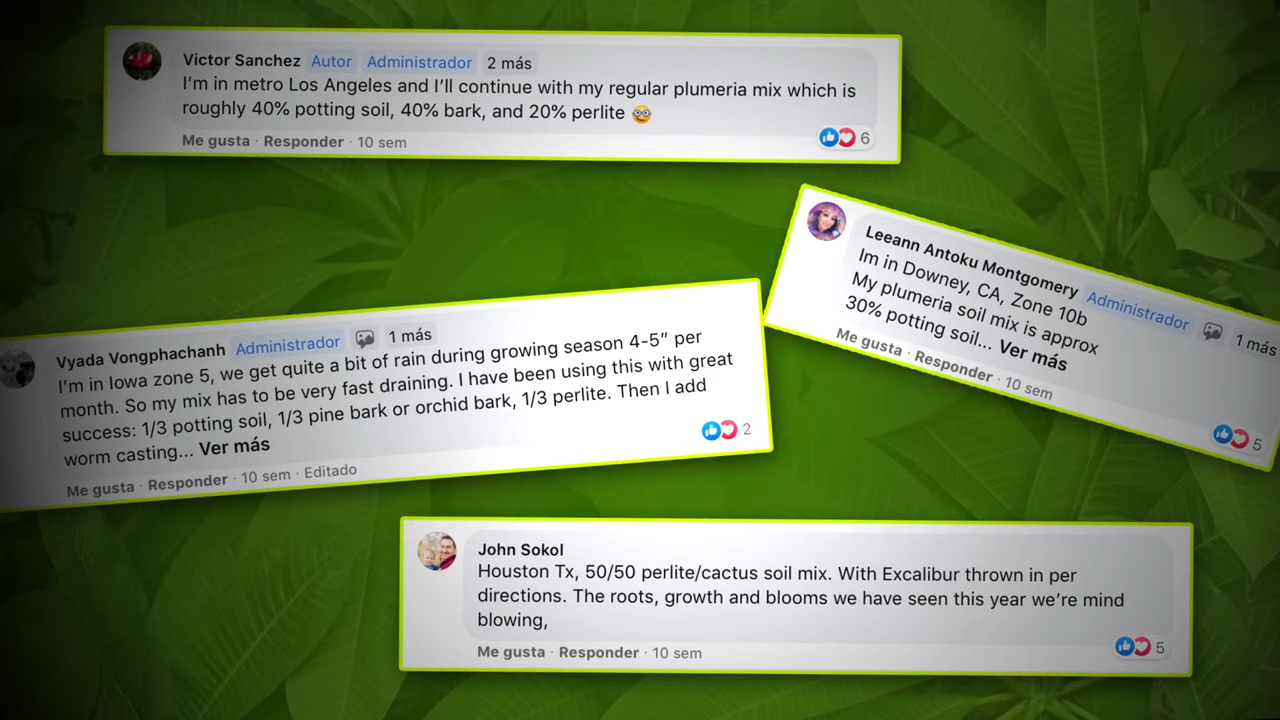 Victor Sanchez Autor Administrador 2 más
I'm in metro Los Angeles and I'll continue with my regular plumeria mix which is
roughly 40% potting soil, 40% bark, and 20% perlite 🤓
Me gusta · Responder · 10 sem
6
Leeann Antoku Montgomery Administrador 1 más
Im in Downey, CA, Zone 10b
My plumeria soil mix is approx
30% potting soil... Ver más
Me gusta · Responder · 10 sem
5
Vyada Vongphachanh Administrador 1 más
I'm in Iowa zone 5, we get quite a bit of rain during growing season 4-5” per
month. So my mix has to be very fast draining. I have been using this with great
success: 1/3 potting soil, 1/3 pine bark or orchid bark, 1/3 perlite. Then I add
worm casting... Ver más
2
Me gusta · Responder · 10 sem · Editado
John Sokol
Houston Tx, 50/50 perlite/cactus soil mix. With Excalibur thrown in per
directions. The roots, growth and blooms we have seen this year we're mind
blowing,
Me gusta · Responder · 10 sem
5